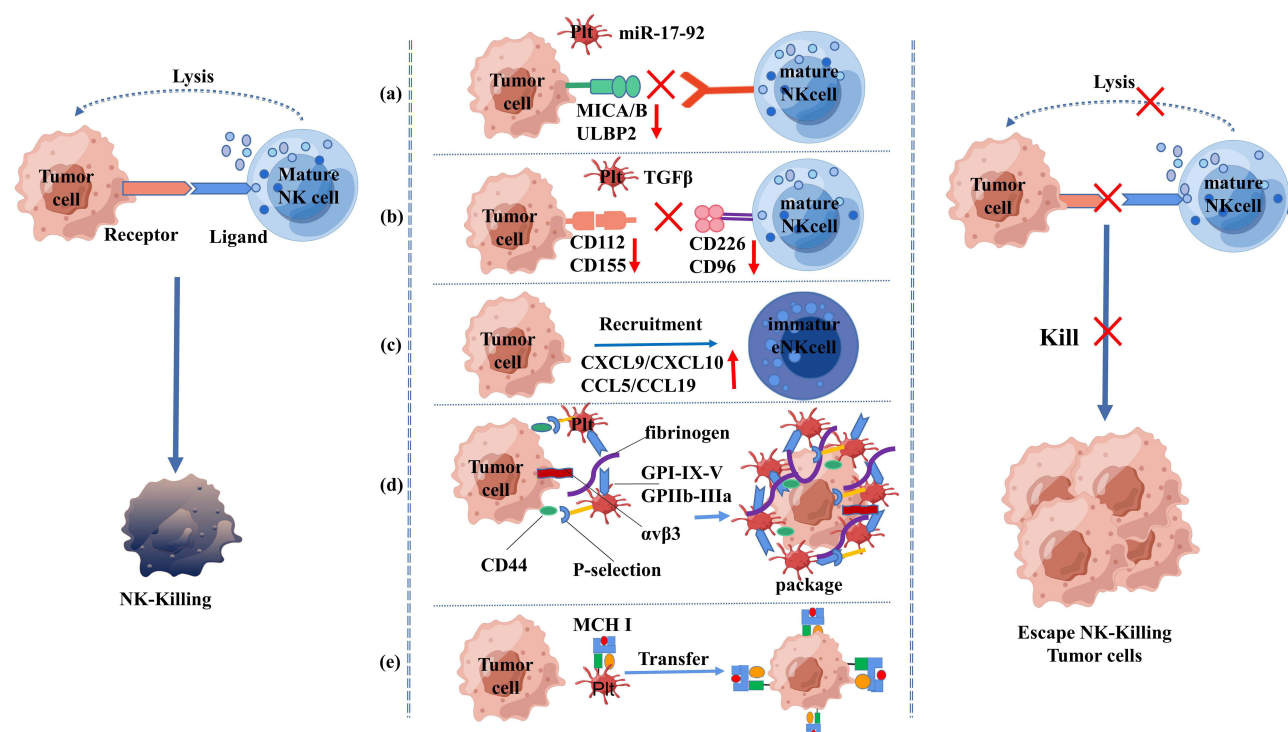 Lysis
Tumor
cell
Mature
NK cell
Receptor
Ligand
NK-Killing
(a)
Plt
miR-17-92
Tumor
cell
MICA/B
ULBP2
mature
NKcell
(b)
Plt
TGFβ
Tumor
cell
CD112
CD155
CD226
CD96
mature
NKcell
(c)
Tumor
cell
Recruitment
CXCL9/CXCL10
CCL5/CCL19
immatur
eNKcell
(d)
Plt
Tumor
cell
fibrinogen
GPI-IX-V
GPIIb-IIIa
αvβ3
CD44
P-selection
package
(e)
MCH I
Tumor
cell
Plt
Transfer
Lysis
Tumor
cell
mature
NKcell
Kill
Escape NK-Killing
Tumor cells